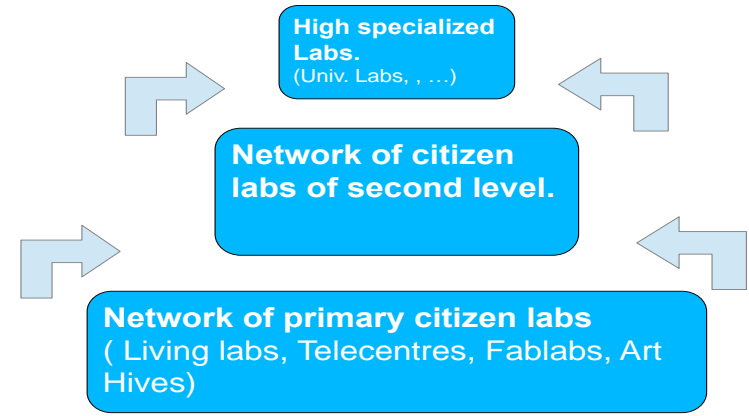 High specialized
Labs.
(Univ. Labs, , …)
Network of citizen
labs of second level.
Network of primary citizen labs
( Living labs, Telecentres, Fablabs, Art
Hives)